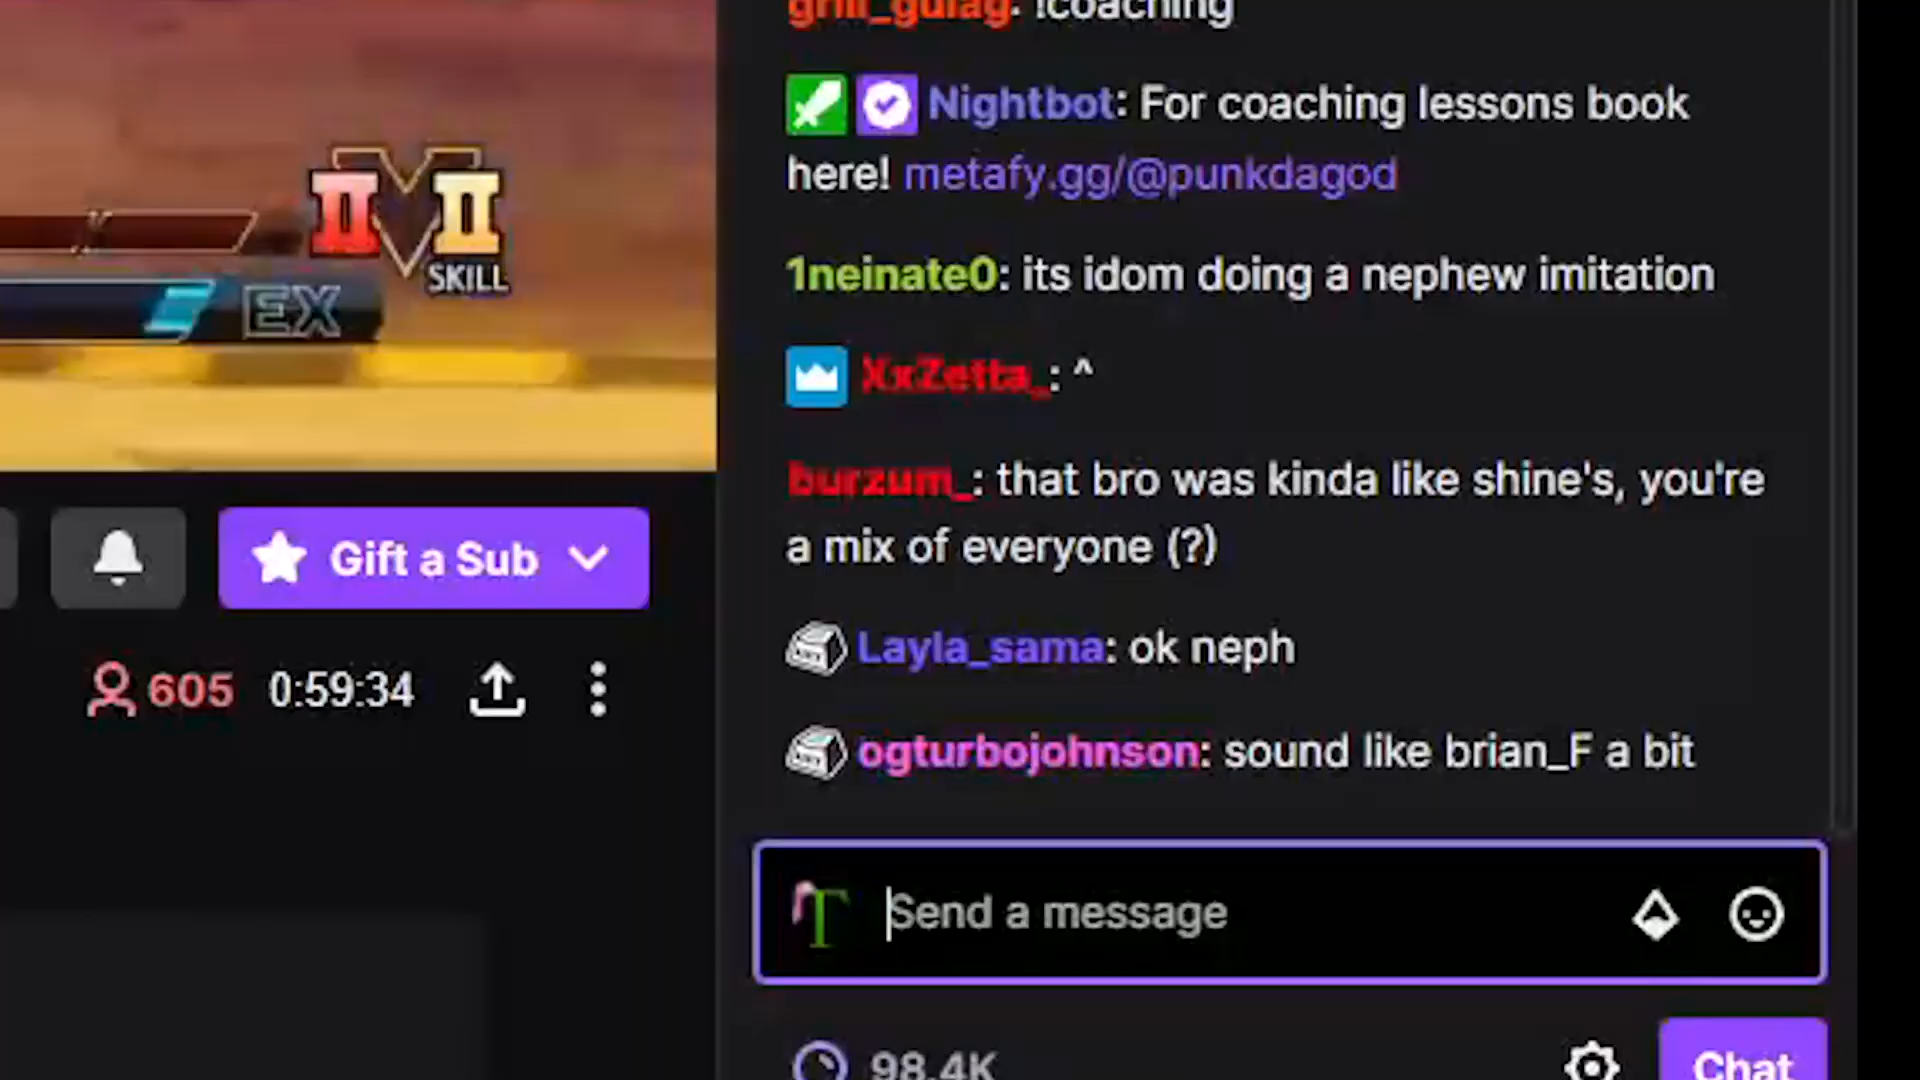 grill_gulag: !coaching
Nightbot: For coaching lessons book
here! metafy.gg/@punkdagod
II V II
SKILL
1neinate0: its idom doing a nephew imitation
EX
XxZetta_: ^
burzum_: that bro was kinda like shine's, you're
a mix of everyone (?)
Gift a Sub
Layla_sama: ok neph
605 0:59:34
ogturbojohnson: sound like brian_F a bit
Send a message
98.4K
Chat